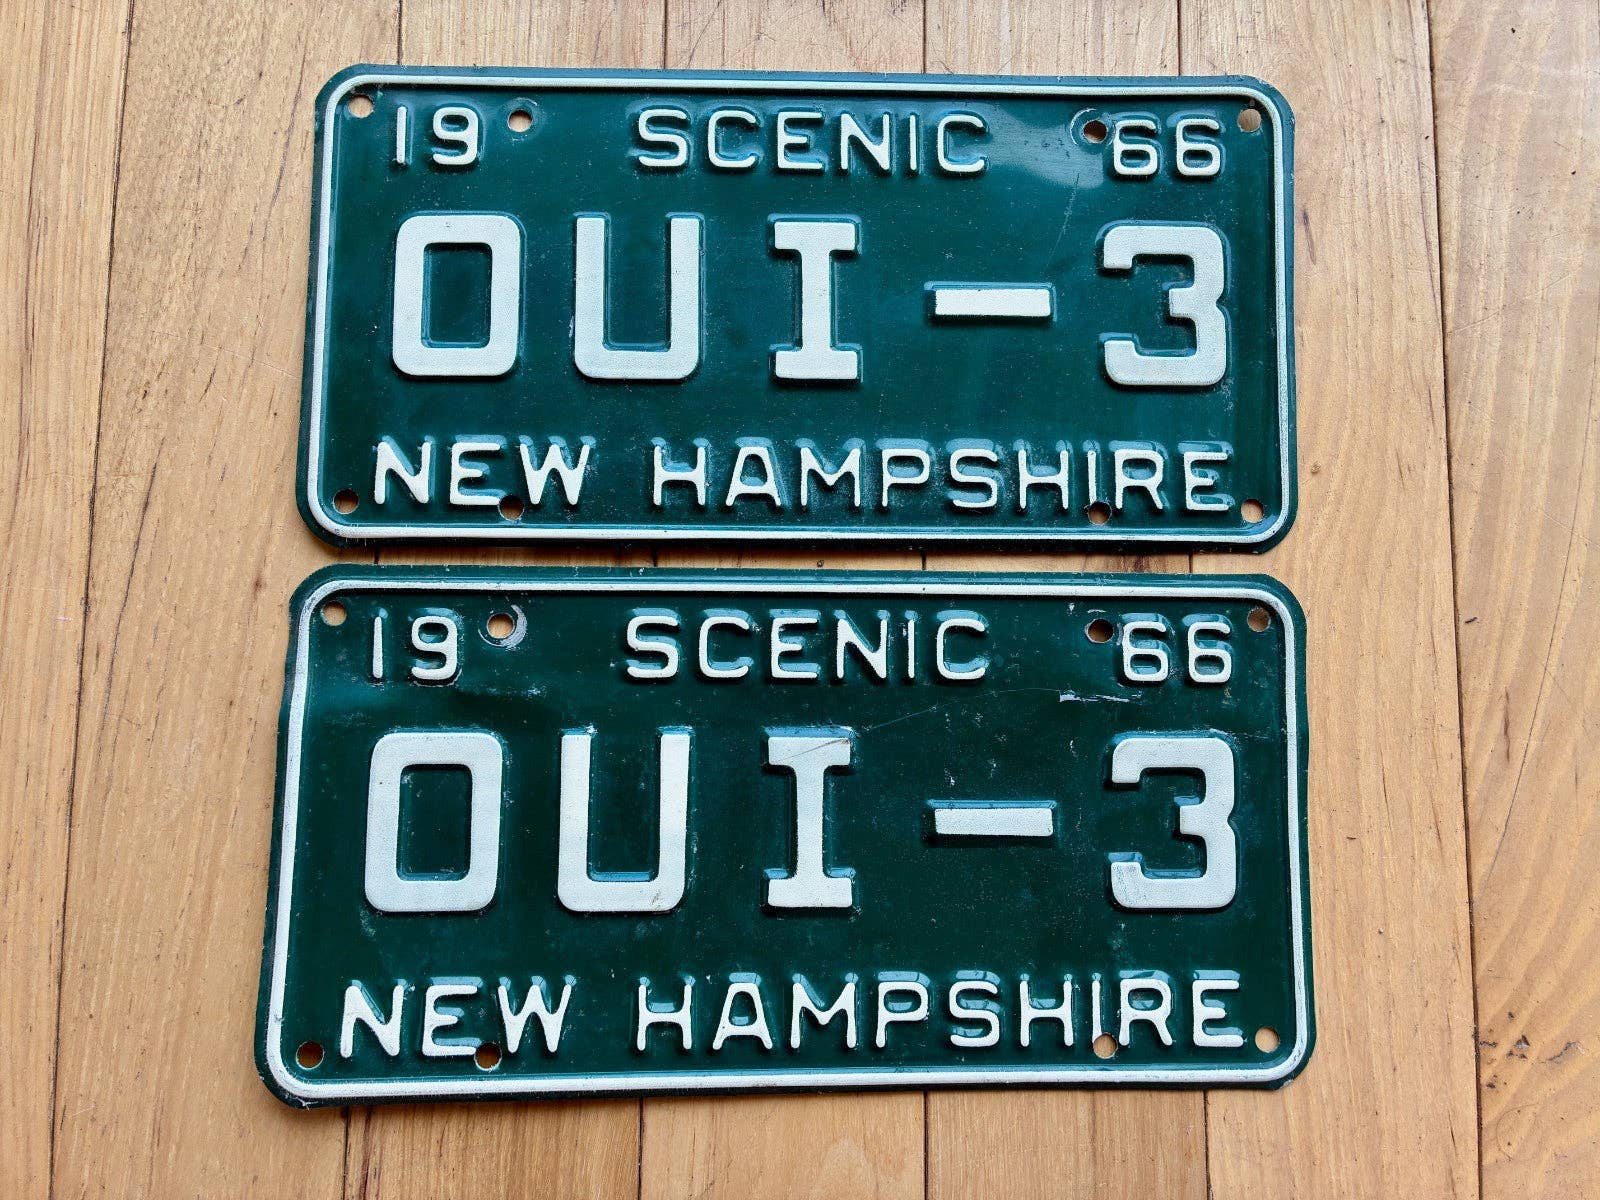 19 SCENIC 66
OUI-3
NEW HAMPSHIRE
19 SCENIC 66
OUI-3
NEW HAMPSHIRE